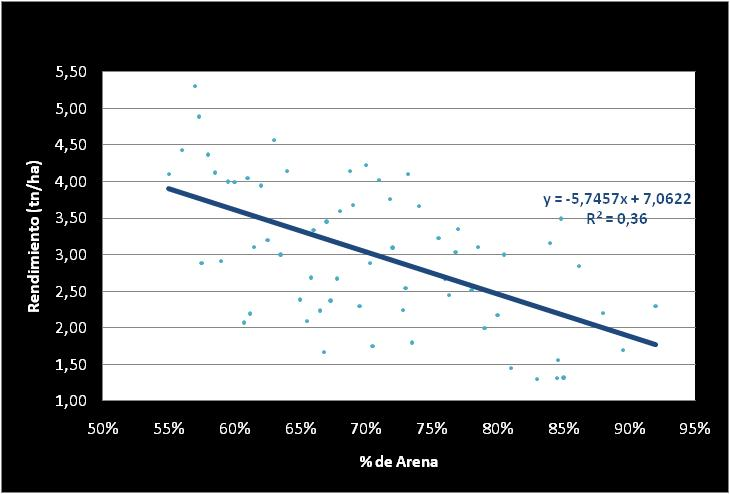 5,50
5,00
4,50
4,00
3,50
3,00
2,50
2,00
1,50
1,00
Rendimiento (tn/ha)
y = -5,7457x + 7,0622
R² = 0,36
50% 55% 60% 65% 70% 75% 80% 85% 90% 95%
% de Arena